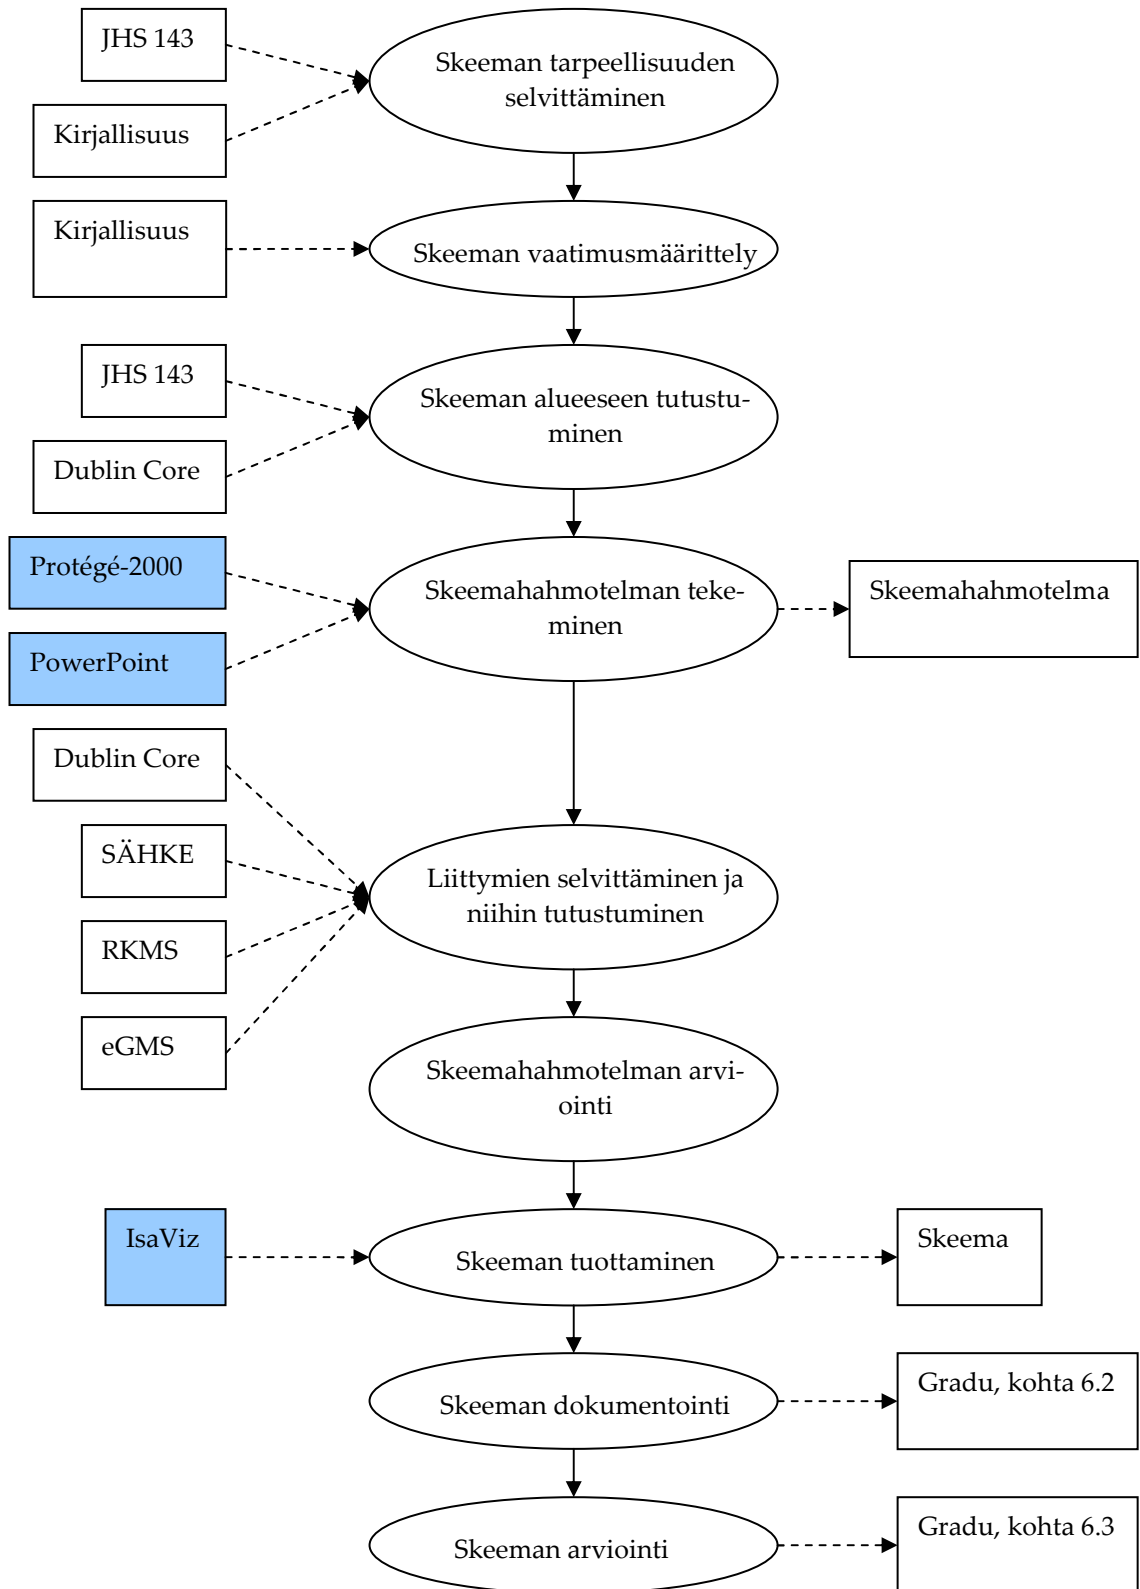 JHS 143
Kirjallisuus
Skeeman tarpeellisuuden
selvittäminen
Kirjallisuus
Skeeman vaatimusmäärittely
JHS 143
Dublin Core
Skeeman alueeseen tutustu-
minen
Protégé-2000
PowerPoint
Skeemahahmotelman teke-
minen
Skeemahahmotelma
Dublin Core
SÄHKE
RKMS
eGMS
Liittymien selvittäminen ja
niihin tutustuminen
Skeemahahmotelman arvi-
ointi
IsaViz
Skeeman tuottaminen
Skeema
Skeeman dokumentointi
Gradu, kohta 6.2
Skeeman arviointi
Gradu, kohta 6.3